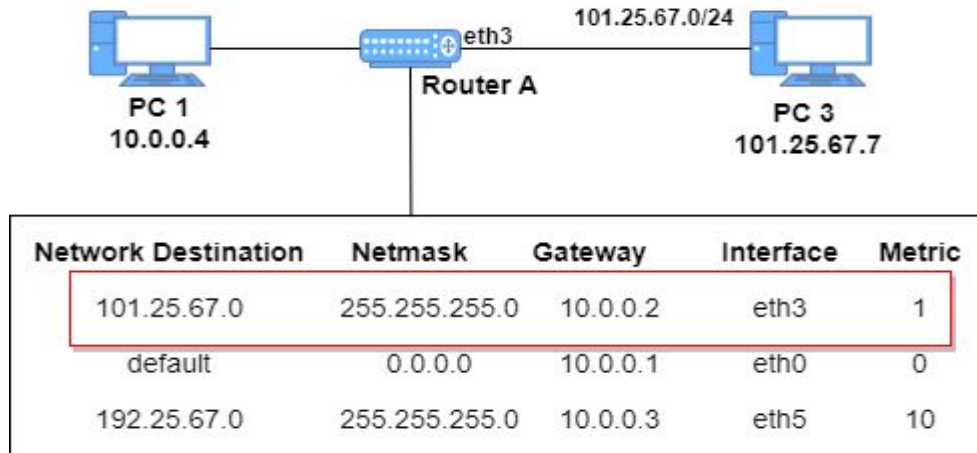 101.25.67.0/24
eth3
Router A
PC 1
10.0.0.4
PC 3
101.25.67.7
Network Destination Netmask Gateway Interface Metric
101.25.67.0 255.255.255.0 10.0.0.2 eth3 1
default 0.0.0.0 10.0.0.1 eth0 0
192.25.67.0 255.255.255.0 10.0.0.3 eth5 10